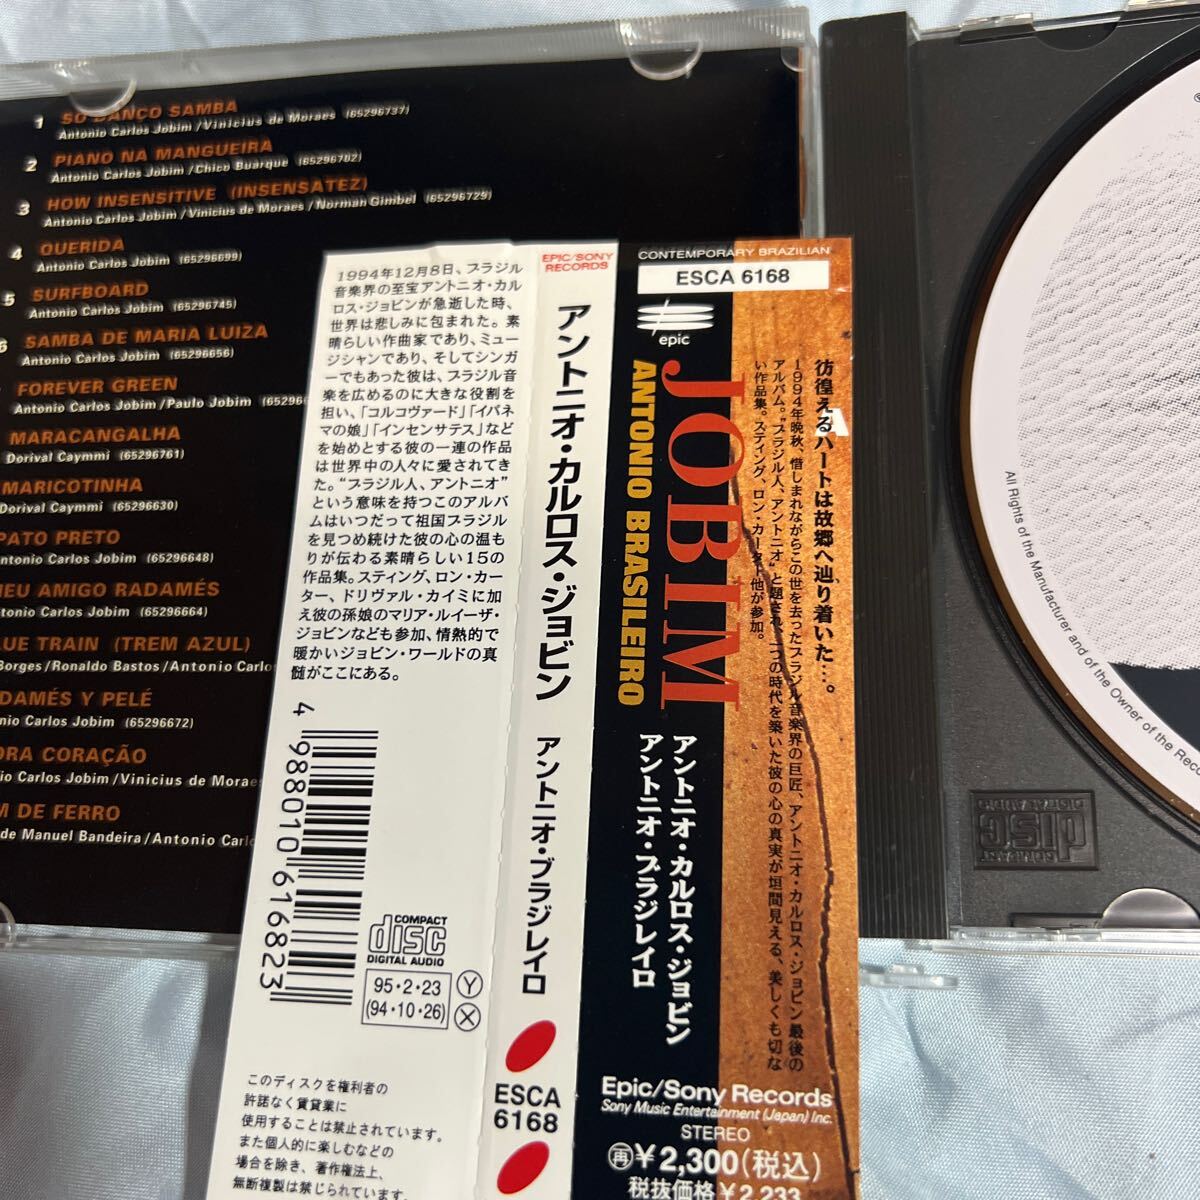 1 SO DANÇO SAMBA
Antonio Carlos Jobim/Vinicius de Moraes (65296737)
2 PIANO NA MANGUEIRA
Antonio Carlos Jobim/Chico Buarque (65296702)
3 HOW INSENSITIVE (INSENSATEZ)
Antonio Carlos Jobim/Vinicius de Moraes/Norman Gimbel (65296729)
4 QUERIDA
Antonio Carlos Jobim (65296699)
5 SURFBOARD
Antonio Carlos Jobim (65296745)
6 SAMBA DE MARIA LUIZA
Antonio Carlos Jobim (65296656)
FOREVER GREEN
Antonio Carlos Jobim/Paulo Jobim
MARACANGALHA
Dorival Caymmi (65296761)
MARICOTINHA
Dorival Caymmi (65296630)
PATO PRETO
ntonio Carlos Jobim (65296648)
MEU AMIGO RADAMÉS
tonio Carlos Jobim (65296664)
LUE TRAIN (TREM AZUL)
Borges/Ronaldo Bastos/Antonio Carlo
DAMÉS Y PELÉ
nio Carlos Jobim (65296672)
ORA CORAÇÃO
io Carlos Jobim/Vinicius de Moraes
M DE FERRO
de Manuel Bandeira/Antonio Carlo
1994年12月8日、ブラジル
音楽界の至宝アントニオ・カル
ロス・ジョビンが急逝した時、
世界は悲しみに包まれた。素
晴らしい作曲家であり、ミュー
ジシャンであり、そしてシンガ
ーでもあった彼は、ブラジル音
楽を広めるのに大きな役割を
担い、「コルコヴァード」「イパネ
マの娘」「インセンサテス」など
を始めとする彼の一連の作品
は世界中の人々に愛されてき
た。“ブラジル人、アントニオ”
という意味を持つこのアルバ
ムはいつだって祖国ブラジル
を見つめ続けた彼の心の温も
りが伝わる素晴らしい15の
作品集。スティング、ロン・カー
ター、ドリヴァル・カイミに加
え彼の孫娘のマリア・ルイーザ・
ジョビンなども参加、情熱的で
暖かいジョビン・ワールドの真
髄がここにある。
4 988010 616823
COMPACT
disc
DIGITAL AUDIO
95・2・23
(94・10・26)
Y
X
このディスクを権利者の
許諾なく賃貸業に
使用することは禁止されています。
また個人的に楽しむなどの
場合を除き、著作権法上、
無断複製は禁じられています。
EPIC/SONY
RECORDS
アントニオ・カルロス・ジョビン
アントニオ・ブラジレイロ
ESCA
6168
CONTEMPORARY BRAZILIAN
ESCA 6168
epic
JOBIM
ANTONIO BRASILEIRO
アントニオ・カルロス・ジョビン
アントニオ・ブラジレイロ
彷徨えるハートは故郷へ辿り着いた…。
1994年晩秋、惜しまれながらこの世を去ったブラジル音楽界の巨匠、アントニオ・カルロス・ジョビン最後の
アルバム。“ブラジル人、アントニオ”と題され、一つの時代を築いた彼の心の真実が垣間見える、美しくも切な
い作品集。スティング、ロン・カーター、他が参加。
Epic/Sony Records
Sony Music Entertainment (Japan) Inc.
STEREO
再￥2,300(税込)
税抜価格￥2,233
All Rights of the Manufacturer and of the Owner of the Reco
COMPACT
disc
DIGITAL AUDIO